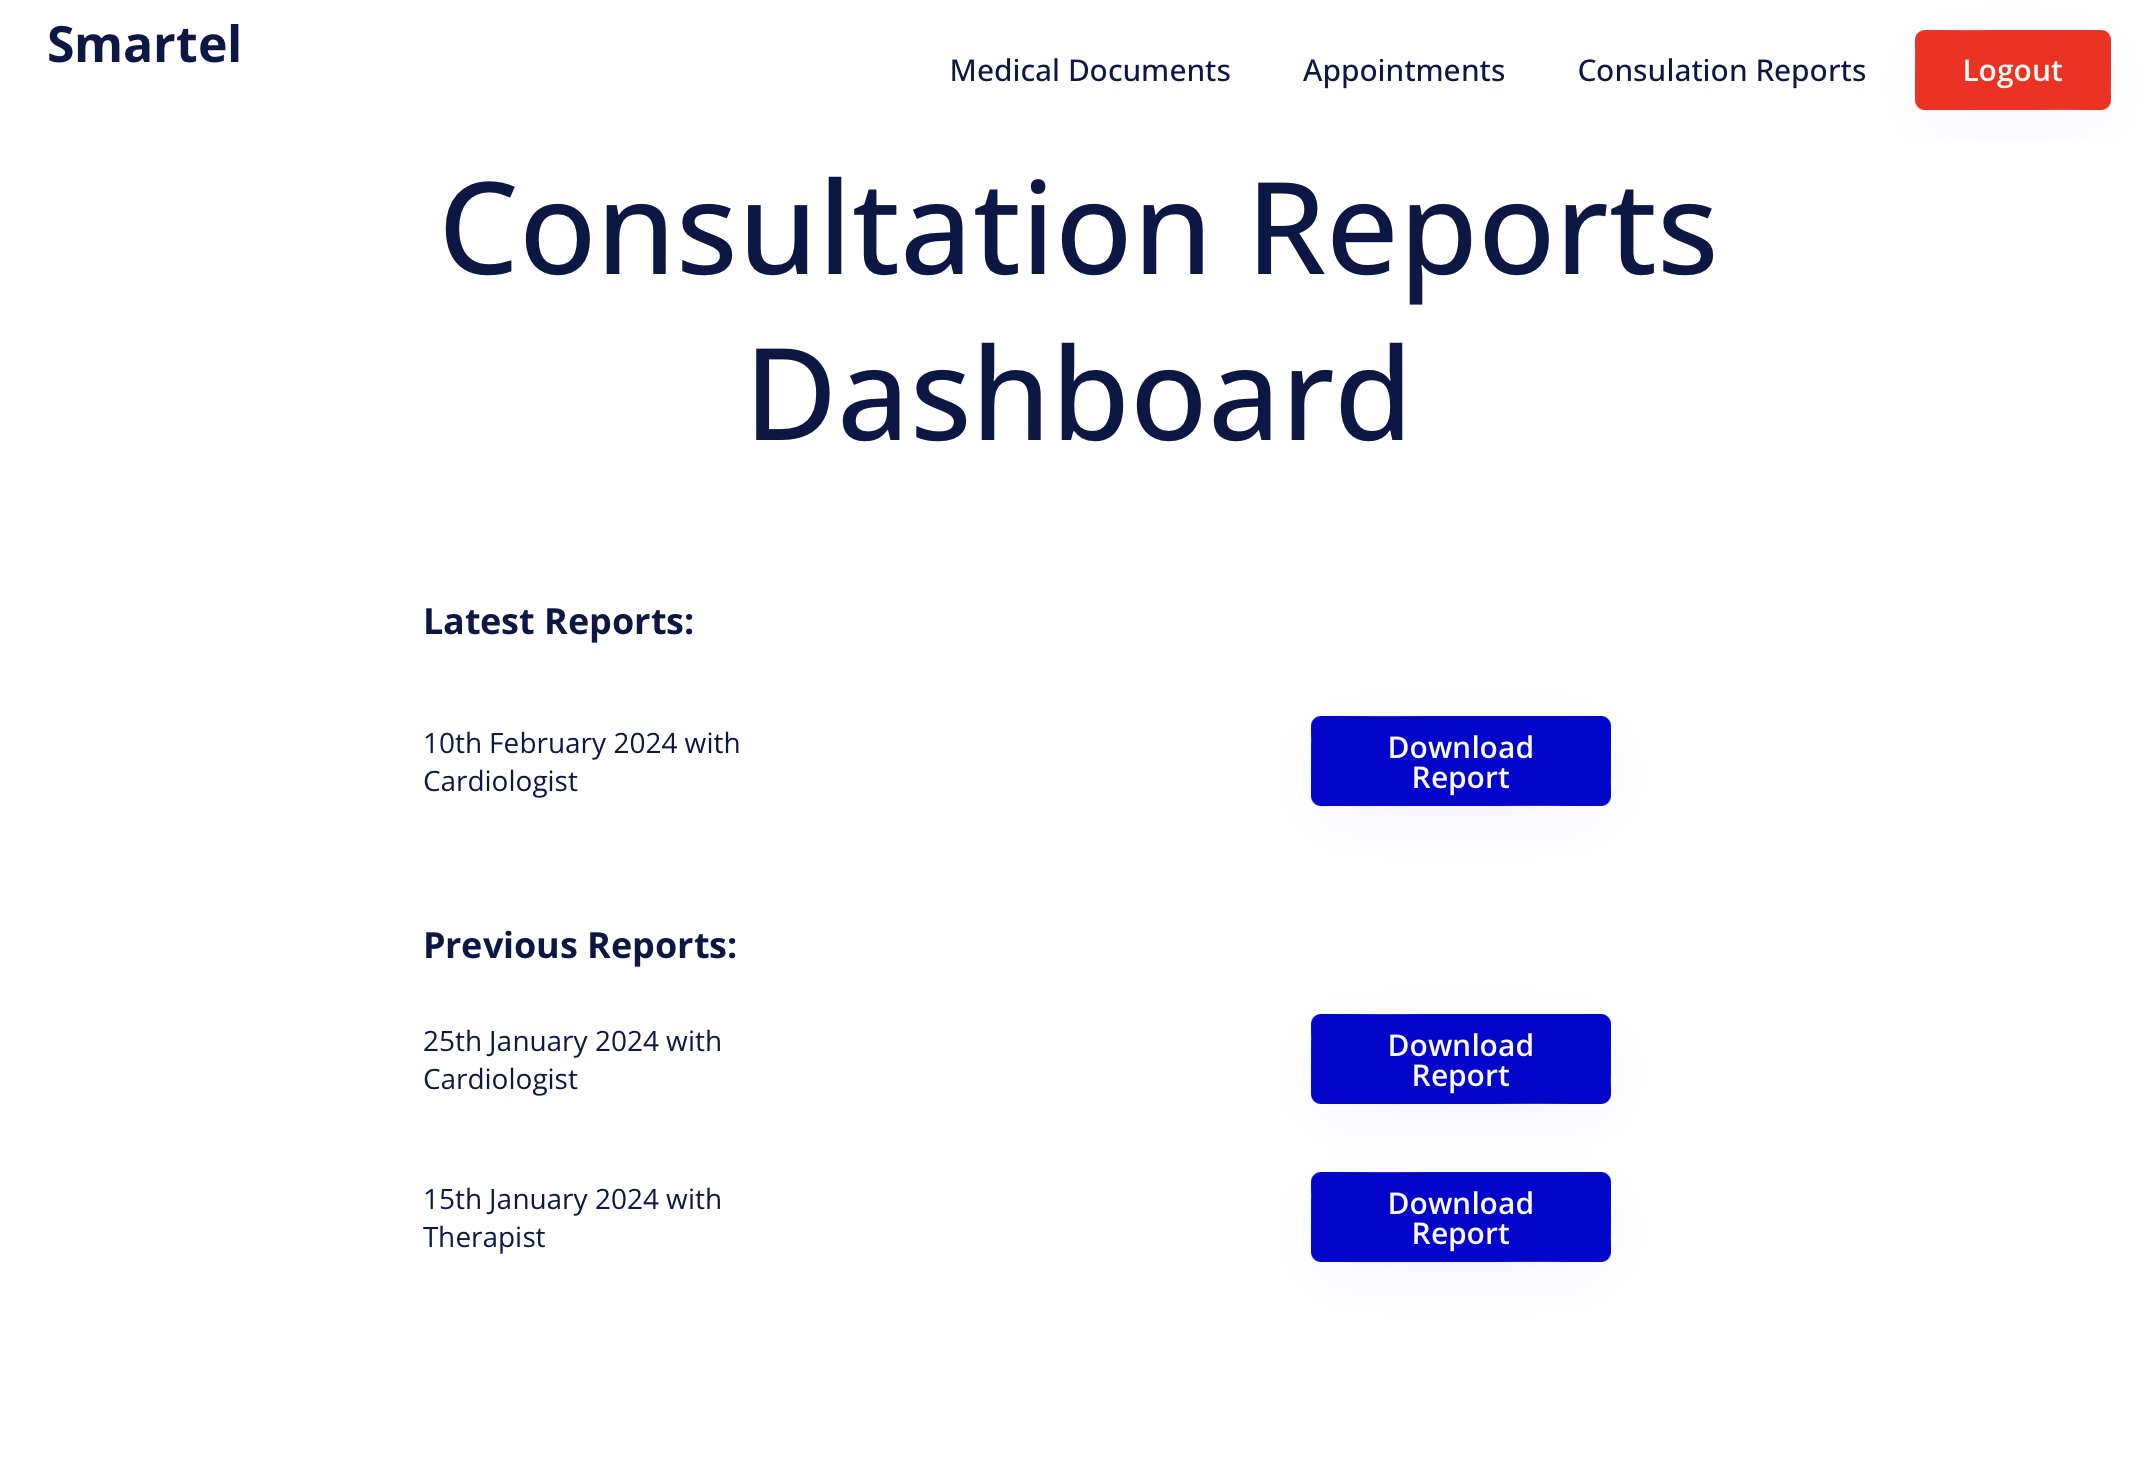 Smartel
Medical Documents
Appointments
Consulation Reports
Logout
Consultation Reports
Dashboard
Latest Reports:
10th February 2024 with
Cardiologist
Download
Report
Previous Reports:
25th January 2024 with
Cardiologist
Download
Report
15th January 2024 with
Therapist
Download
Report